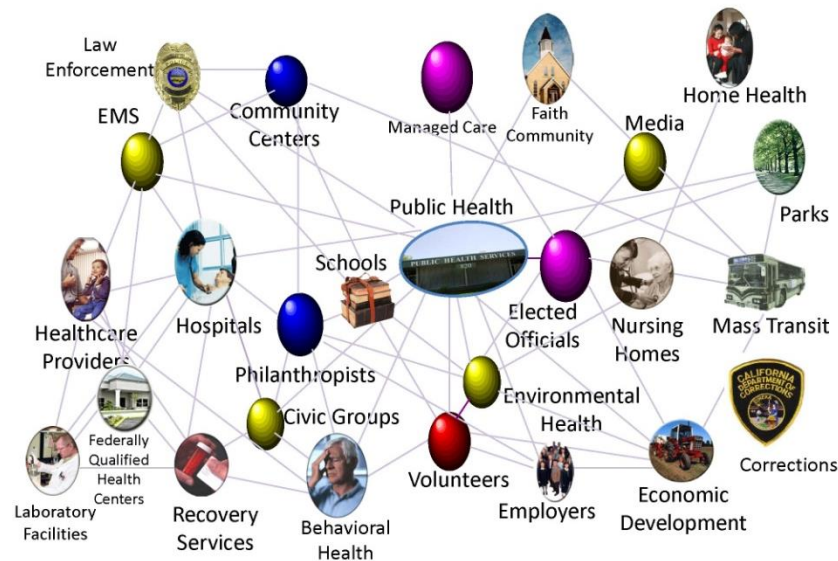 Law
Enforcement
EMS
Community
Centers
Managed Care
Faith
Community
Media
Home Health
Parks
Public Health
PUBLIC HEALTH SERVICES
Schools
Elected
Officials
Nursing
Homes
Mass Transit
Healthcare
Providers
Hospitals
Philanthropists
Environmental
Health
CALIFORNIA
DEPARTMENT OF
CORRECTIONS
Corrections
Federally
Qualified
Health
Centers
Civic Groups
Laboratory
Facilities
Recovery
Services
Behavioral
Health
Volunteers
Employers
Economic
Development